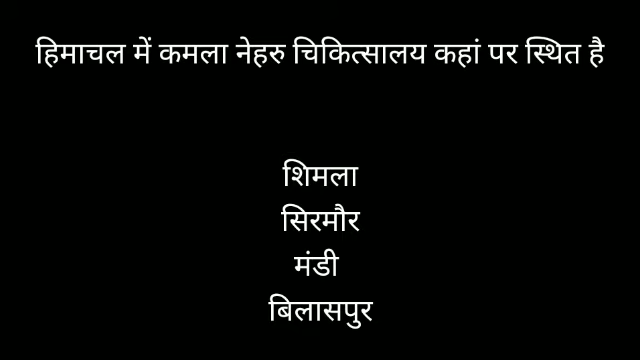 हिमाचल में कमला नेहरु चिकित्सालय कहां पर स्थित है
शिमला
सिरमौर
मंडी
बिलासपुर